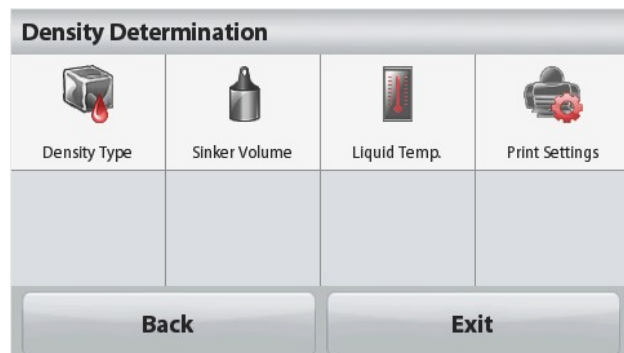 Density Determination
Density Type
Sinker Volume
Liquid Temp.
Print Settings
Back
Exit